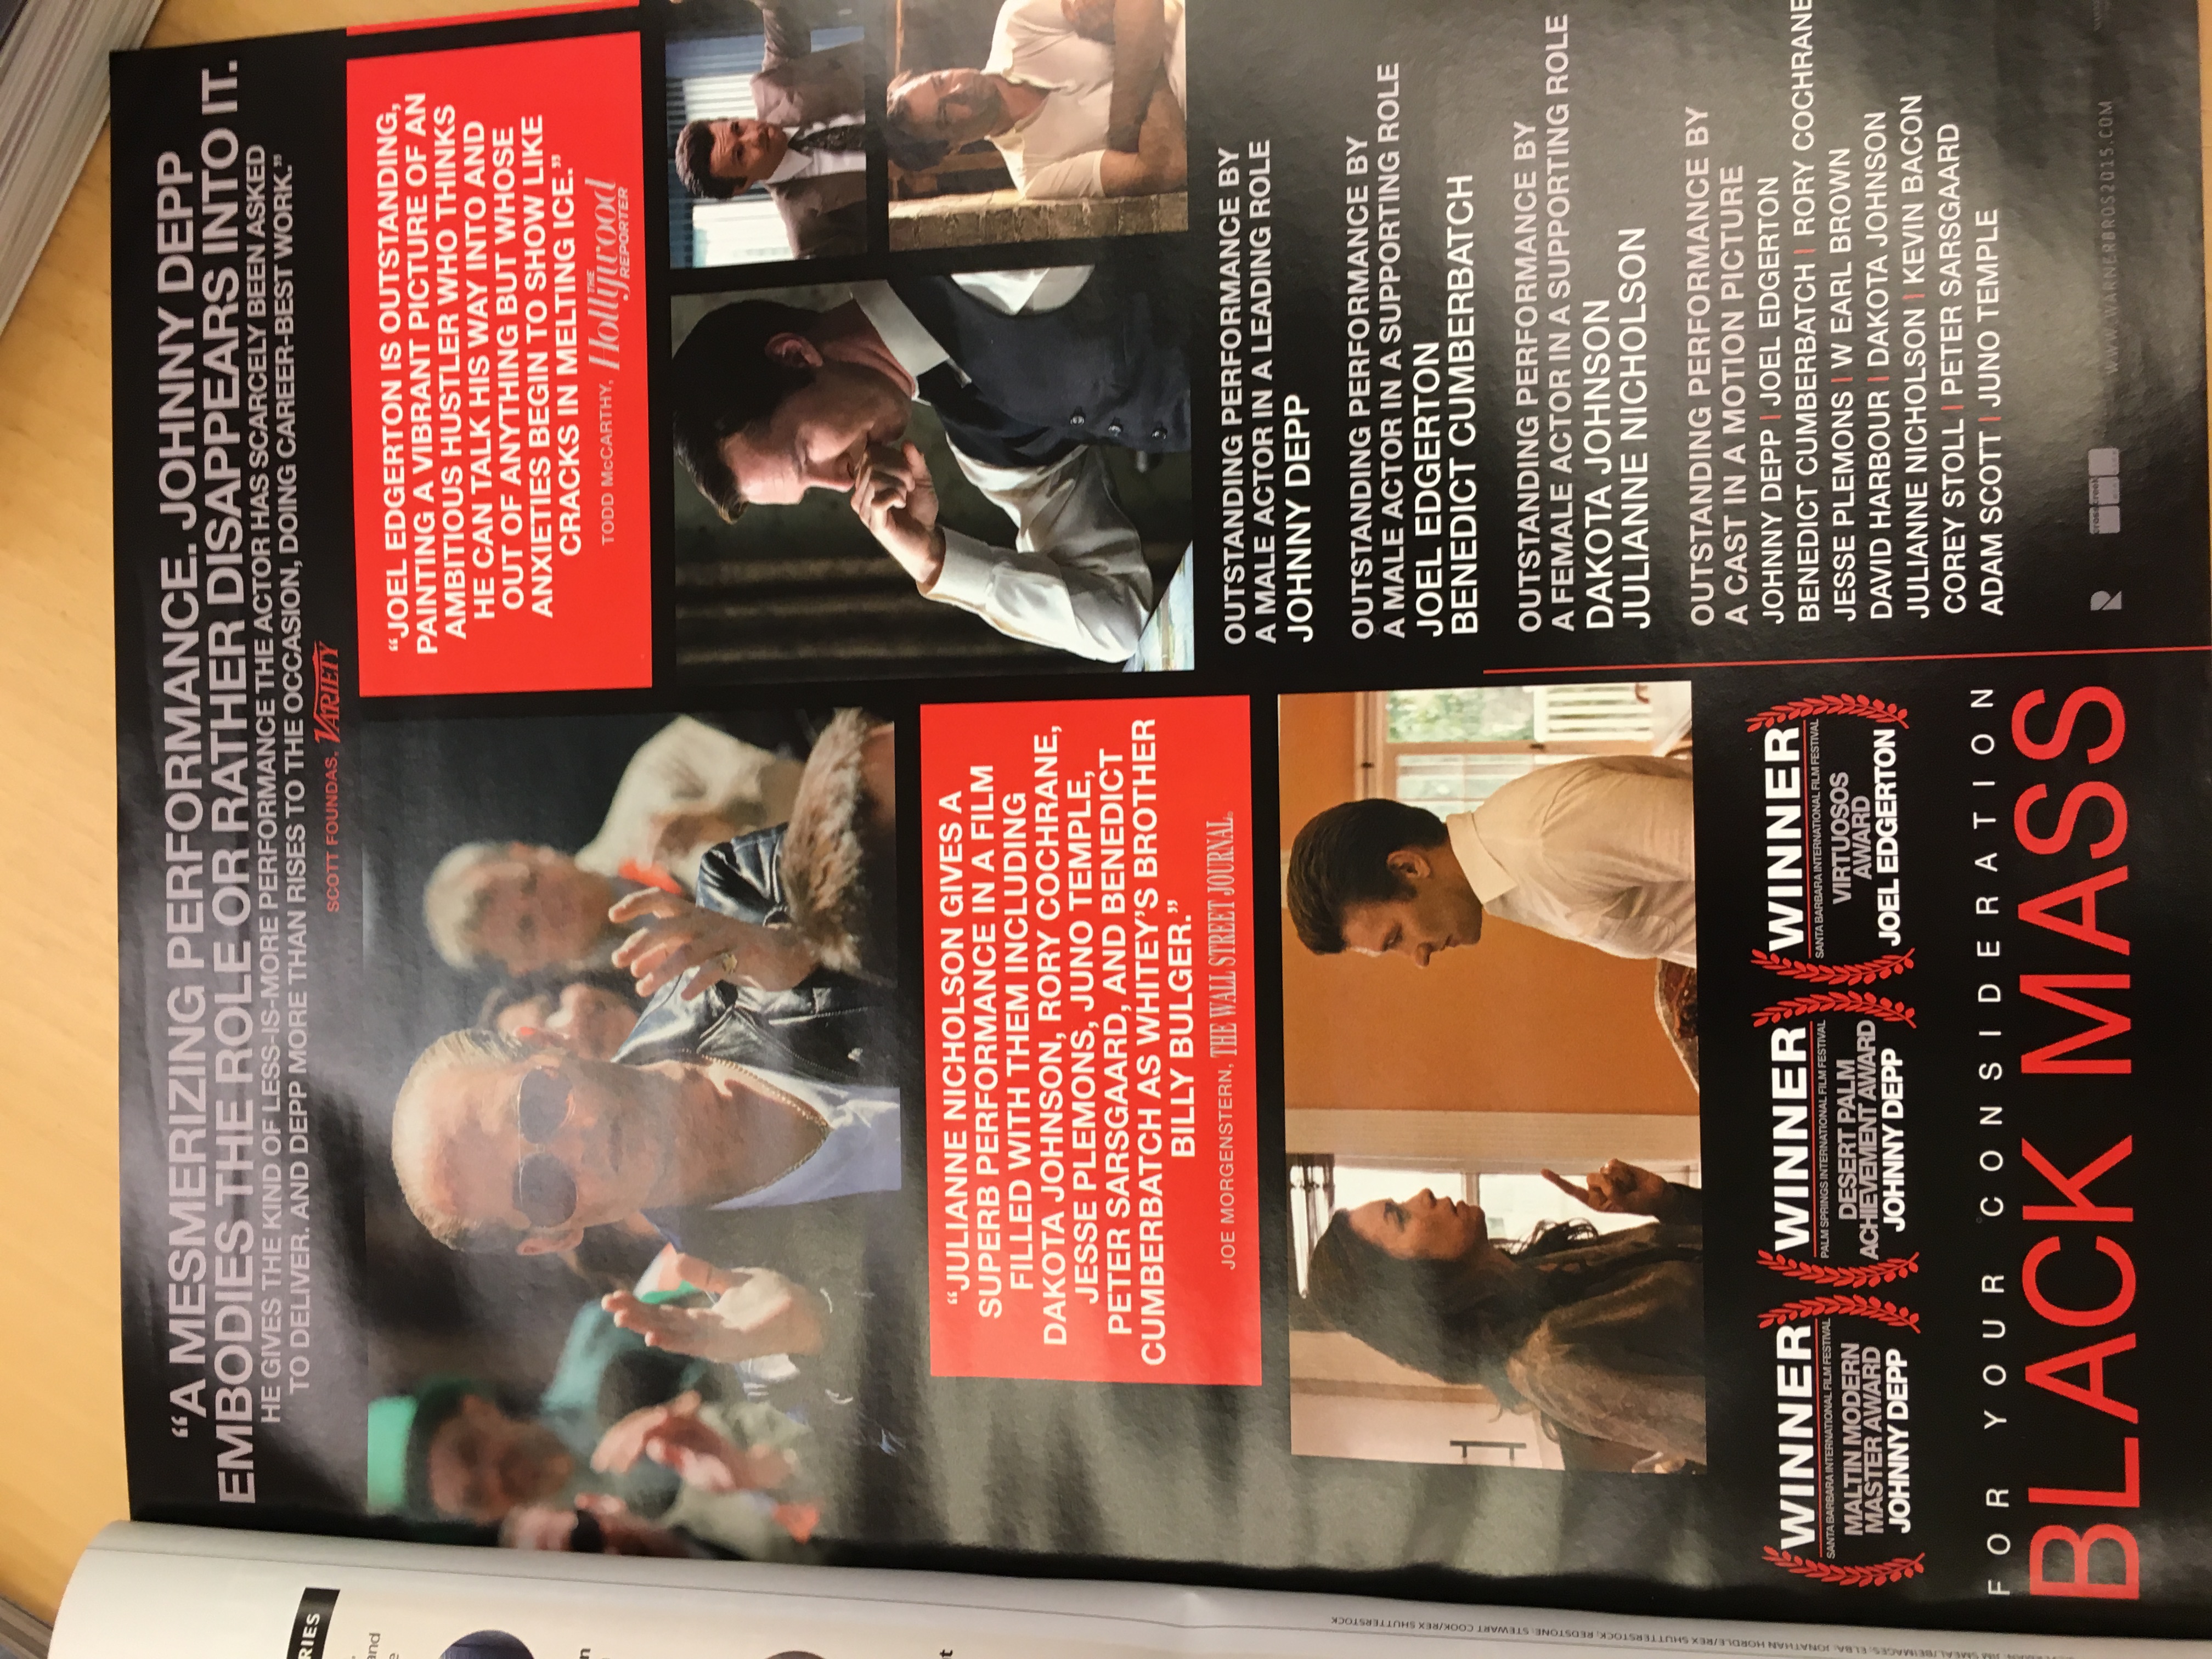 “A MESMERIZING PERFORMANCE. JOHNNY DEPP
EMBODIES THE ROLE OR RATHER DISAPPEARS INTO IT.
HE GIVES THE KIND OF LESS-IS-MORE PERFORMANCE THE ACTOR HAS SCARCELY BEEN ASKED
TO DELIVER. AND DEPP MORE THAN RISES TO THE OCCASION, DOING CAREER-BEST WORK.”
SCOTT FOUNDAS, VARIETY
“JOEL EDGERTON IS OUTSTANDING,
PAINTING A VIBRANT PICTURE OF AN
AMBITIOUS HUSTLER WHO THINKS
HE CAN TALK HIS WAY INTO AND
OUT OF ANYTHING BUT WHOSE
ANXIETIES BEGIN TO SHOW LIKE
CRACKS IN MELTING ICE.”
TODD McCARTHY, THE Hollywood REPORTER
“JULIANNE NICHOLSON GIVES A
SUPERB PERFORMANCE IN A FILM
FILLED WITH THEM INCLUDING
DAKOTA JOHNSON, RORY COCHRANE,
JESSE PLEMONS, JUNO TEMPLE,
PETER SARSGAARD, AND BENEDICT
CUMBERBATCH AS WHITEY’S BROTHER
BILLY BULGER.”
JOE MORGENSTERN, THE WALL STREET JOURNAL.
WINNER
SANTA BARBARA INTERNATIONAL FILM FESTIVAL
MALTIN MODERN
MASTER AWARD
JOHNNY DEPP
WINNER
PALM SPRINGS INTERNATIONAL FILM FESTIVAL
DESERT PALM
ACHIEVEMENT AWARD
JOHNNY DEPP
WINNER
SANTA BARBARA INTERNATIONAL FILM FESTIVAL
VIRTUOSOS
AWARD
JOEL EDGERTON
FOR YOUR CONSIDERATION
BLACK MASS
OUTSTANDING PERFORMANCE BY
A MALE ACTOR IN A LEADING ROLE
JOHNNY DEPP
OUTSTANDING PERFORMANCE BY
A MALE ACTOR IN A SUPPORTING ROLE
JOEL EDGERTON
BENEDICT CUMBERBATCH
OUTSTANDING PERFORMANCE BY
A FEMALE ACTOR IN A SUPPORTING ROLE
DAKOTA JOHNSON
JULIANNE NICHOLSON
OUTSTANDING PERFORMANCE BY
A CAST IN A MOTION PICTURE
JOHNNY DEPP | JOEL EDGERTON
BENEDICT CUMBERBATCH | RORY COCHRANE
JESSE PLEMONS | W EARL BROWN
DAVID HARBOUR | DAKOTA JOHNSON
JULIANNE NICHOLSON | KEVIN BACON
COREY STOLL | PETER SARSGAARD
ADAM SCOTT | JUNO TEMPLE
R
WWW.WARNERBROS2015.COM
RIES
and
JONATHAN HORDLE/REX SHUTTERSTOCK; REDSTONE: STEWART COOK/REX SHUTTERSTOCK